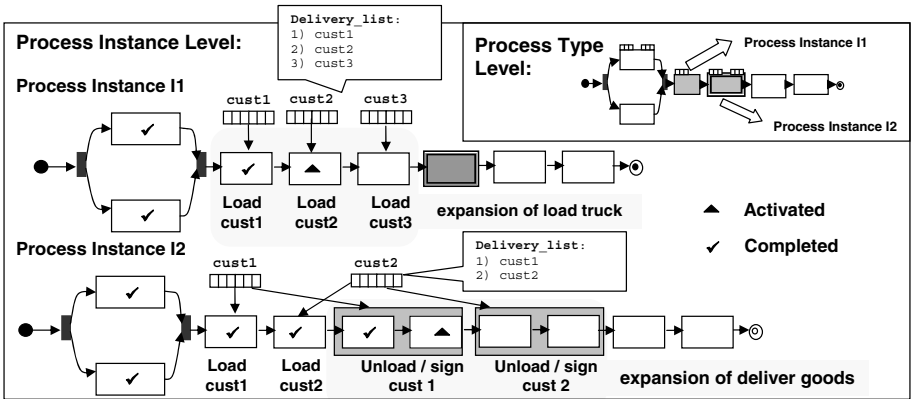 Delivery_list:
1) cust1
2) cust2
3) cust3
Process Instance Level:
Process Type
Level:
Process Instance I1
Process Instance I2
Process Instance I1
cust1 cust2 cust3
Load
cust1
Load
cust2
Load
cust3
expansion of load truck
Activated
Completed
Process Instance I2
cust1 cust2
Delivery_list:
1) cust1
2) cust2
Load
cust1
Load
cust2
Unload / sign
cust 1
Unload / sign
cust 2
expansion of deliver goods